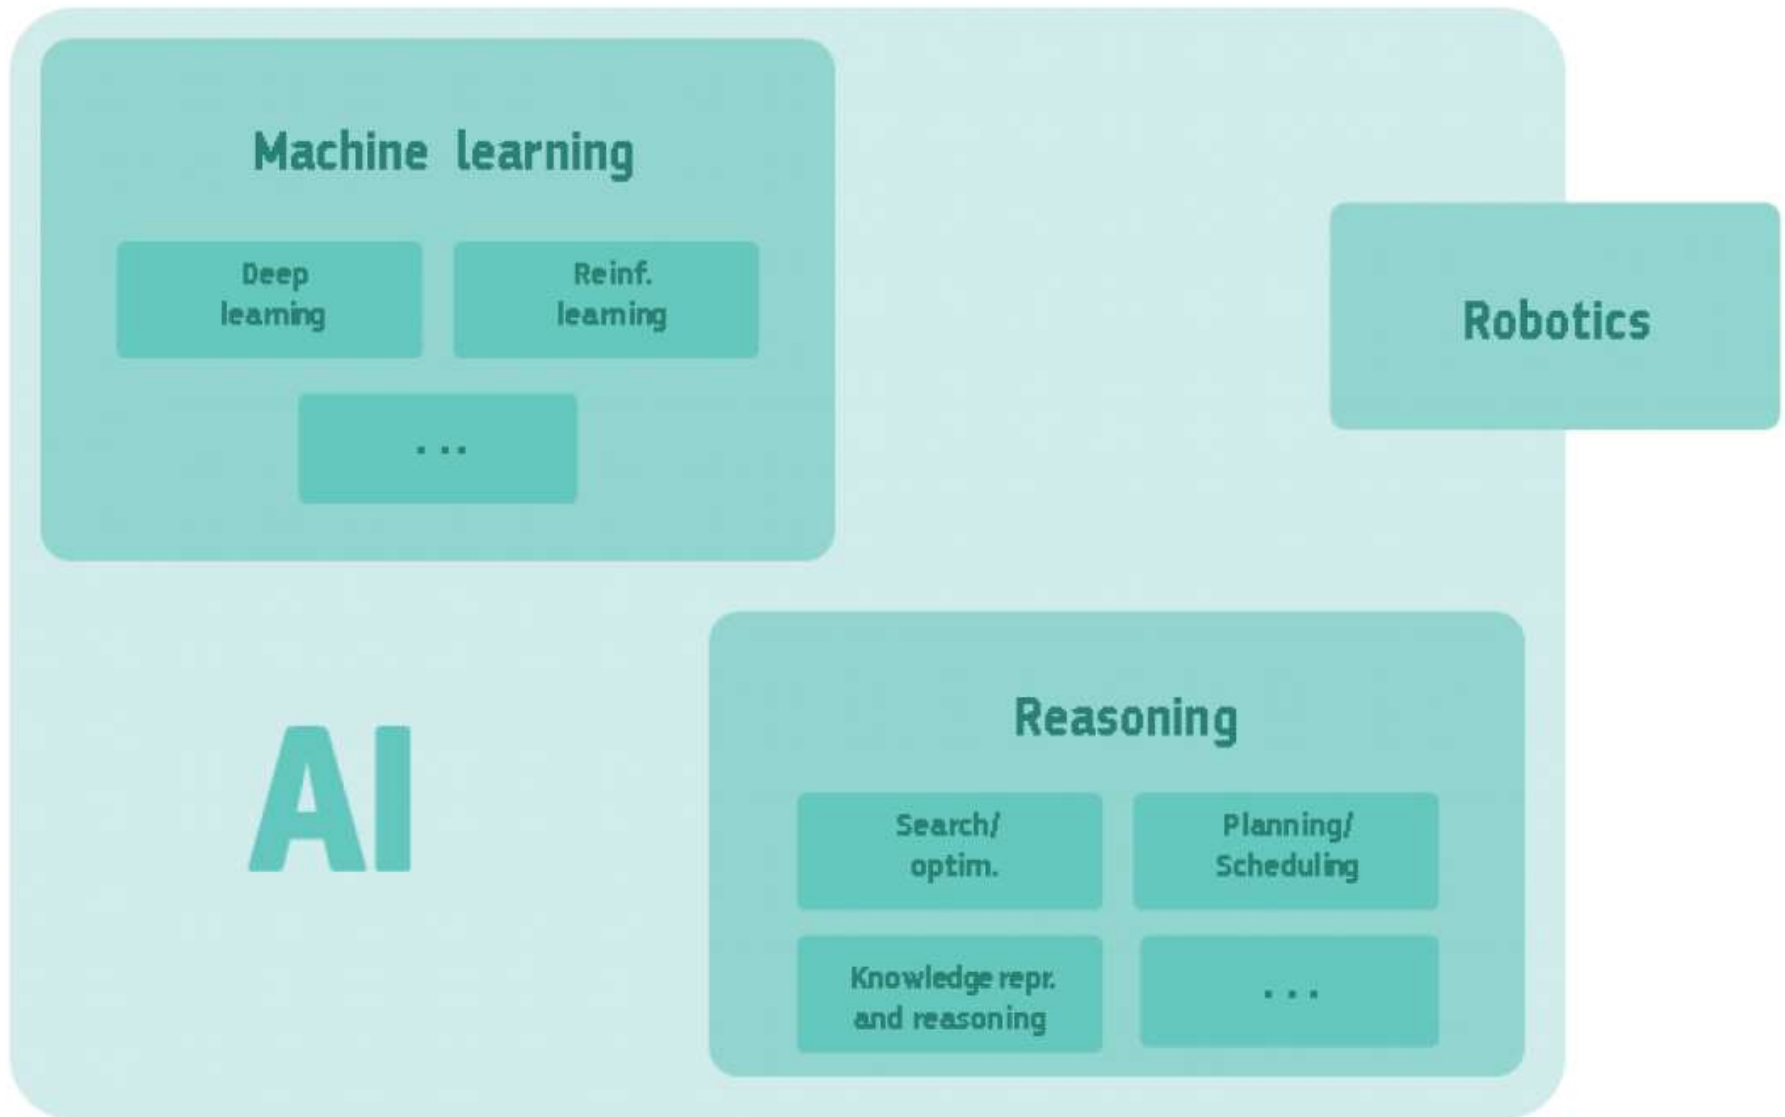 Machine learning
Deep
learning
Reinf.
learning
...
Robotics
AI
Reasoning
Search/
optim.
Planning/
Scheduling
Knowledge repr.
and reasoning
...